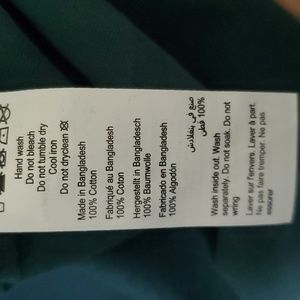 Hand wash
Do not bleach
Do not tumble dry
Cool iron
Do not dryclean
Made in Bangladesh
100% Cotton
Fabriqué au Bangladesh
100% Coton
Hergestellt in Bangladesch
100% Baumwolle
Fabricado en Bangladesh
100% Algodón
صنع في بنغلادش
100% قطن
Wash inside out. Wash
separately. Do not soak. Do not
wring
Laver sur l'envers. Laver à part.
Ne pas faire tremper. Ne pas
essorer